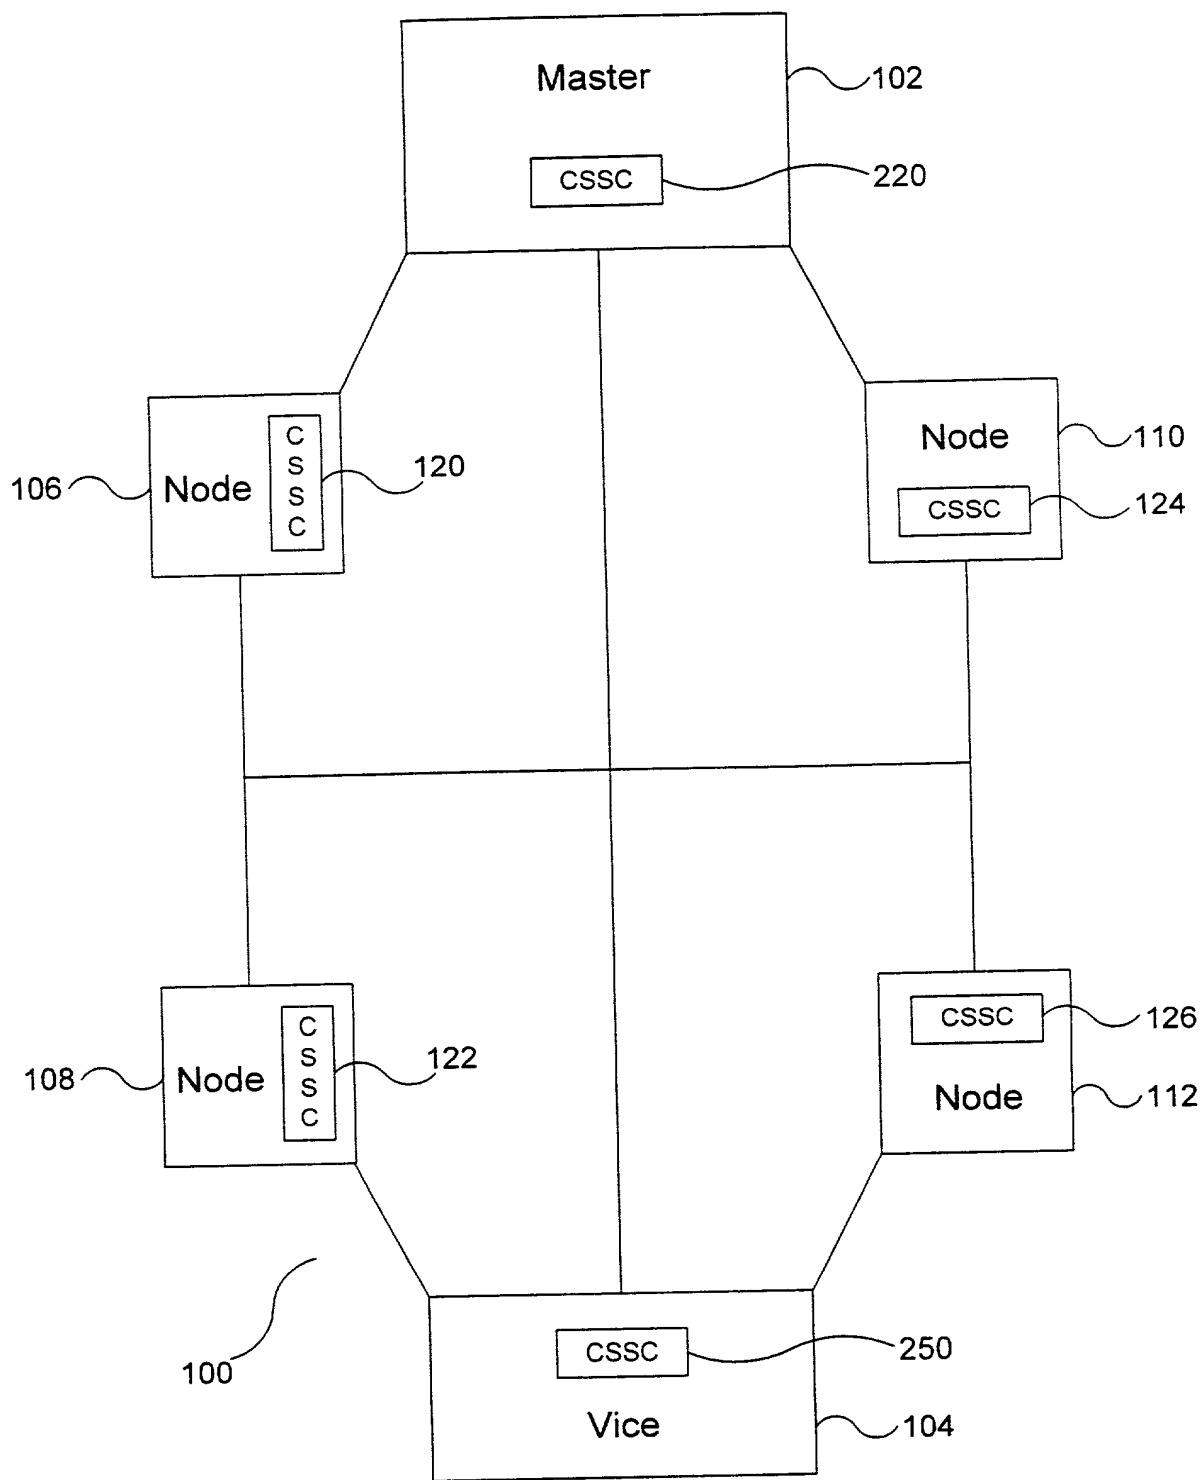 Master
102
CSSC
220
106
Node
C
S
S
C
120
Node
110
CSSC
124
108
Node
C
S
S
C
122
CSSC
126
Node
112
100
CSSC
250
Vice
104